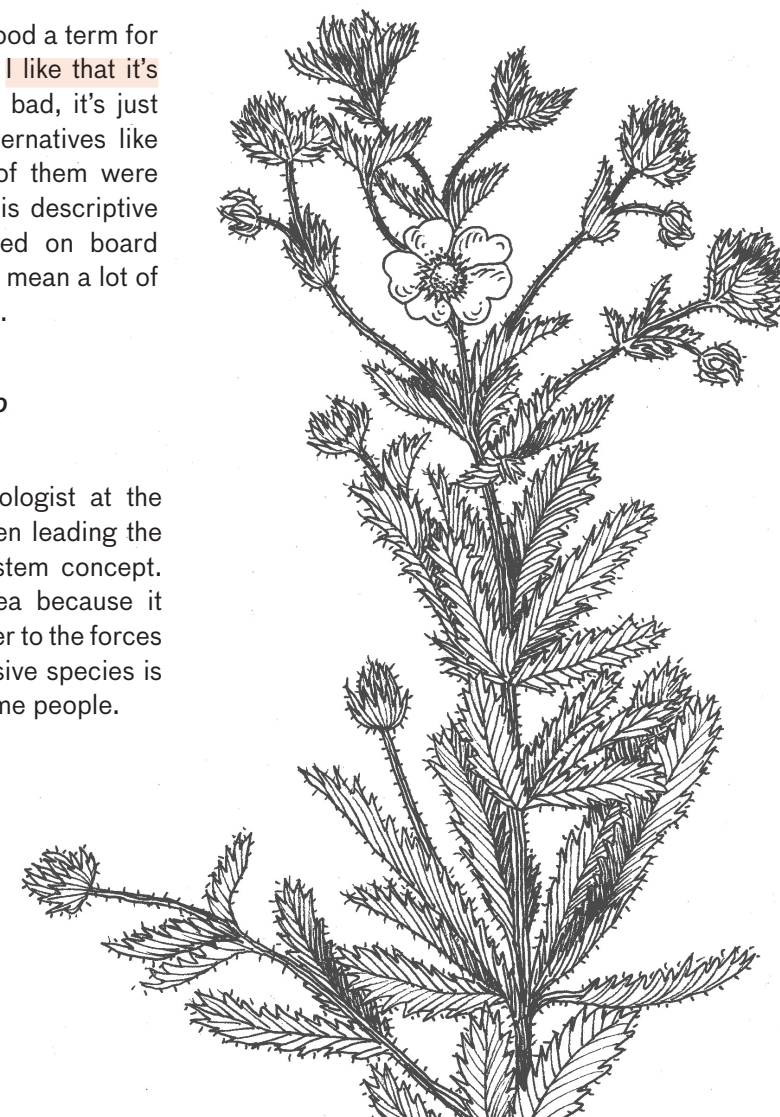 ood a term for
I like that it's
bad, it's just
ernatives like
of them were
is descriptive
ed on board
mean a lot of
.
o
ologist at the
en leading the
stem concept.
ea because it
er to the forces
sive species is
me people.